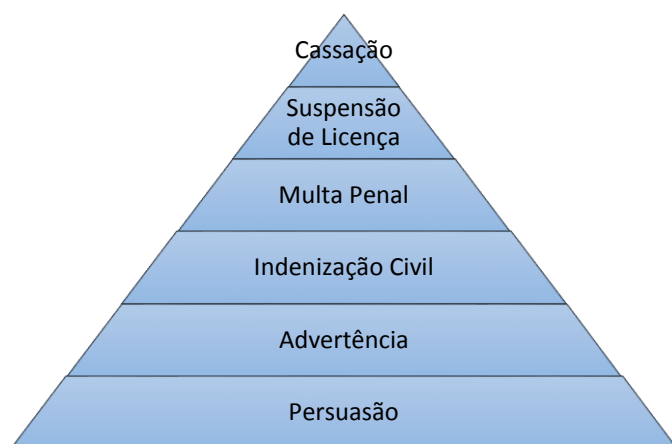 Cassação
Suspensão
de Licença
Multa Penal
Indenização Civil
Advertência
Persuasão